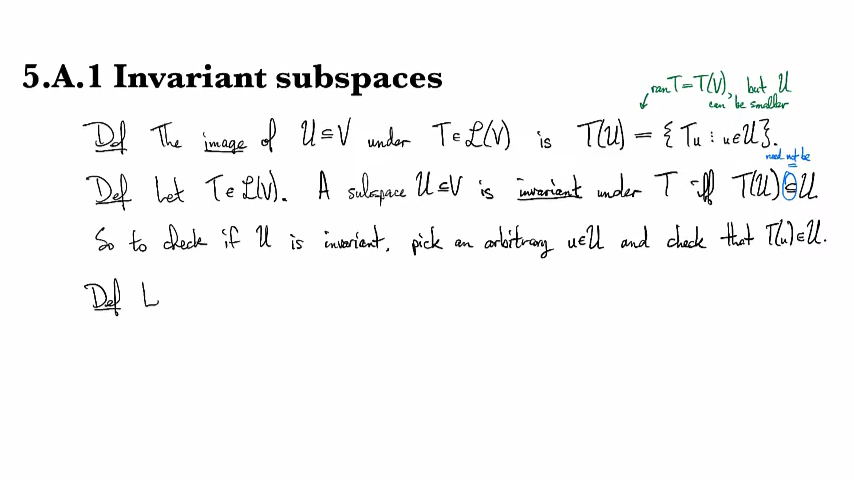 5.A.1 Invariant subspaces
ran T = T(V), but U
can be smaller
Def The image of U ⊆ V under T ∈ L(V) is T(U) = { Tu : u ∈ U }.
need not be =
Def Let T ∈ L(V). A subspace U ⊆ V is invariant under T iff T(U) ⊆ U
So to check if U is invariant, pick an arbitrary u ∈ U and check that T(u) ∈ U.
Def L